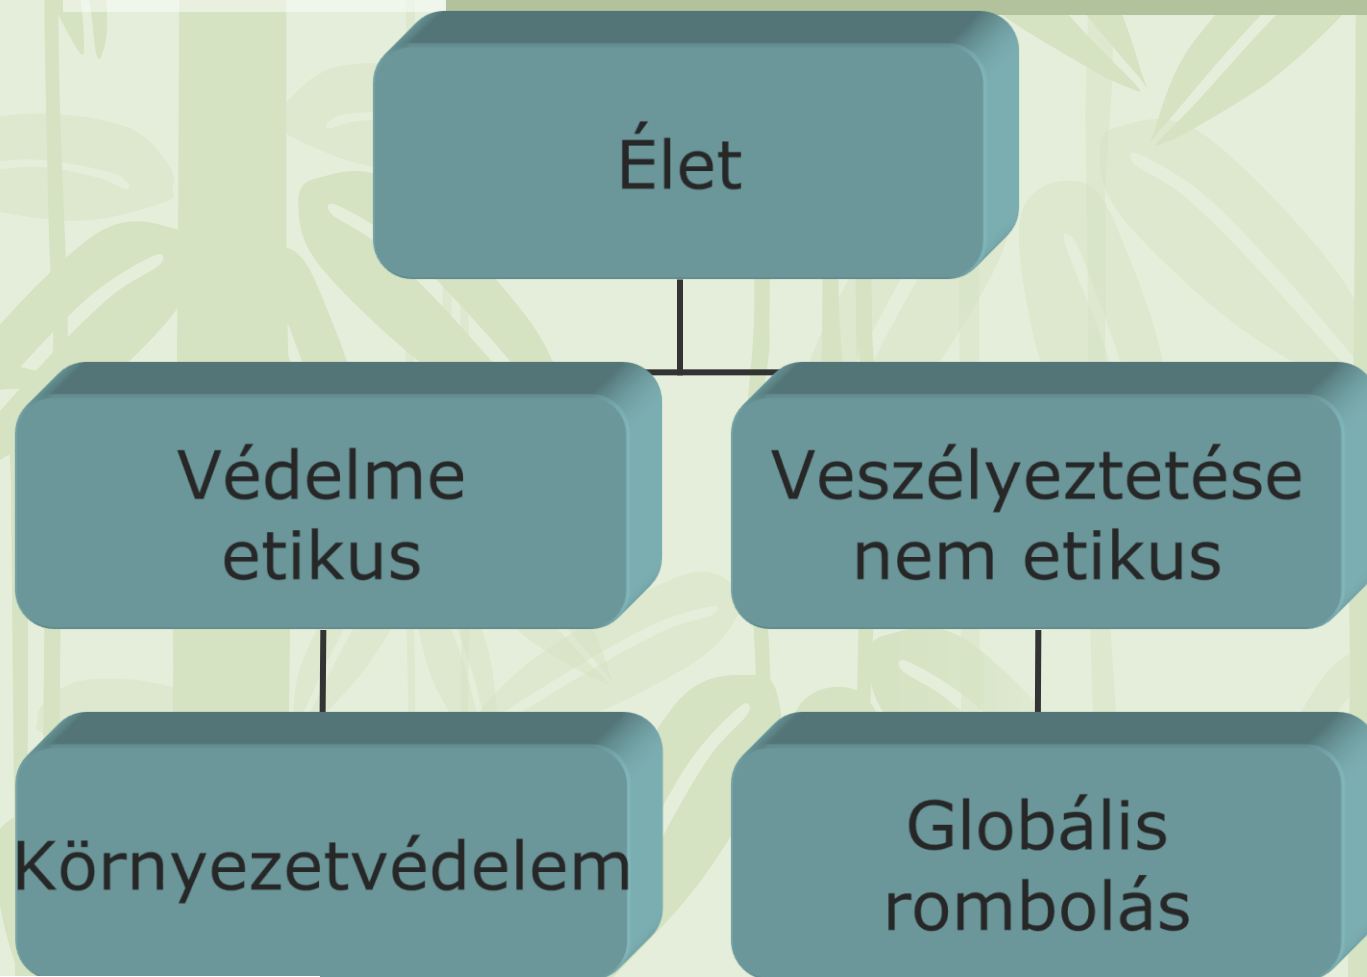 Élet
Védelme
etikus
Veszélyeztetése
nem etikus
Környezetvédelem
Globális
rombolás